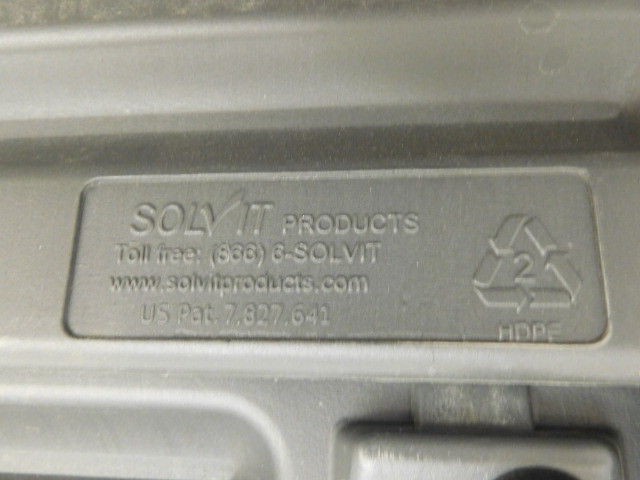 SOLVIT PRODUCTS
Toll free: (866) 6-SOLVIT
www.solvitproducts.com
US Pat. 7,827,641
2
HDPE